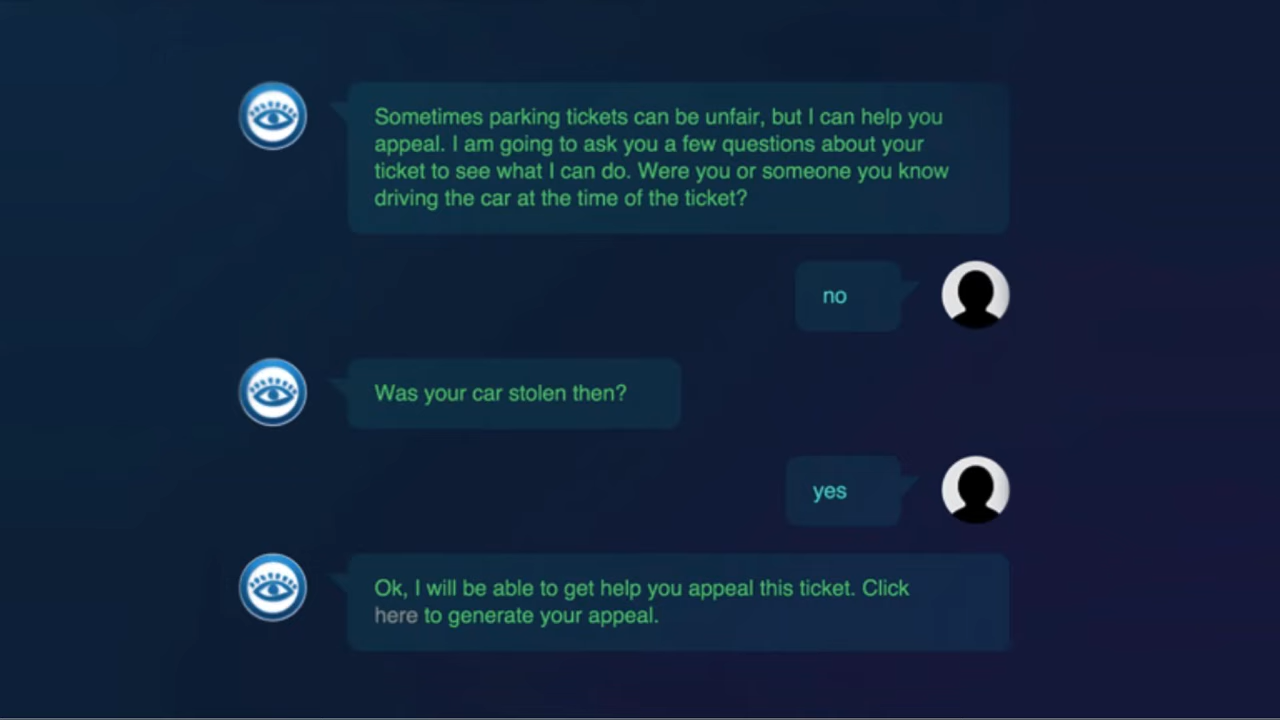 Sometimes parking tickets can be unfair, but I can help you
appeal. I am going to ask you a few questions about your
ticket to see what I can do. Were you or someone you know
driving the car at the time of the ticket?
no
Was your car stolen then?
yes
Ok, I will be able to get help you appeal this ticket. Click
here to generate your appeal.